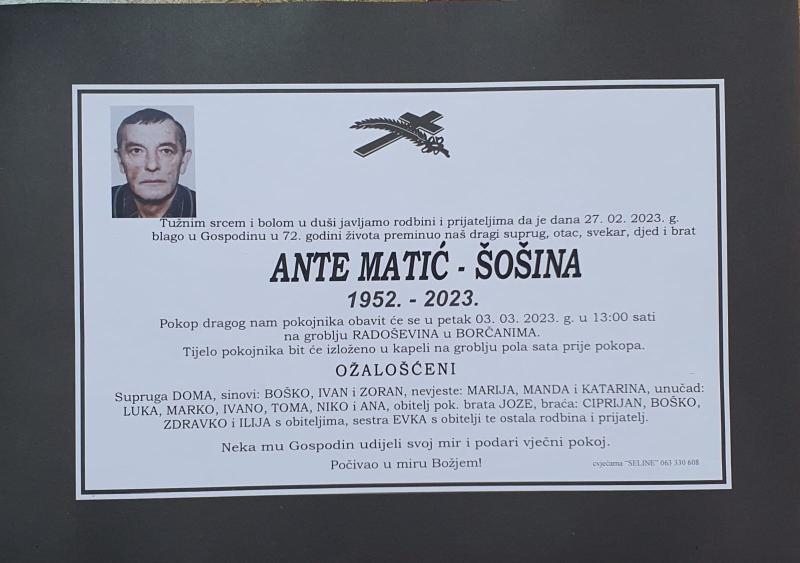 Tužnim srcem i bolom u duši javljamo rodbini i prijateljima da je dana 27. 02. 2023. g.
blago u Gospodinu u 72. godini života preminuo naš dragi suprug, otac, svekar, djed i brat
ANTE MATIĆ - ŠOŠINA
1952. - 2023.
Pokop dragog nam pokojnika obavit će se u petak 03. 03. 2023. g. u 13:00 sati
na groblju RADOŠEVINA u BORČANIMA.
Tijelo pokojnika bit će izloženo u kapeli na groblju pola sata prije pokopa.
OŽALOŠĆENI
Supruga DOMA, sinovi: BOŠKO, IVAN i ZORAN, nevjeste: MARIJA, MANDA i KATARINA, unučad:
LUKA, MARKO, IVANO, TOMA, NIKO i ANA, obitelj pok. brata JOZE, braća: CIPRIJAN, BOŠKO,
ZDRAVKO i ILIJA s obiteljima, sestra EVKA s obitelji te ostala rodbina i prijatelj.
Neka mu Gospodin udijeli svoj mir i podari vječni pokoj.
Počivao u miru Božjem!
cvjećarna "SELINE" 063 330 608